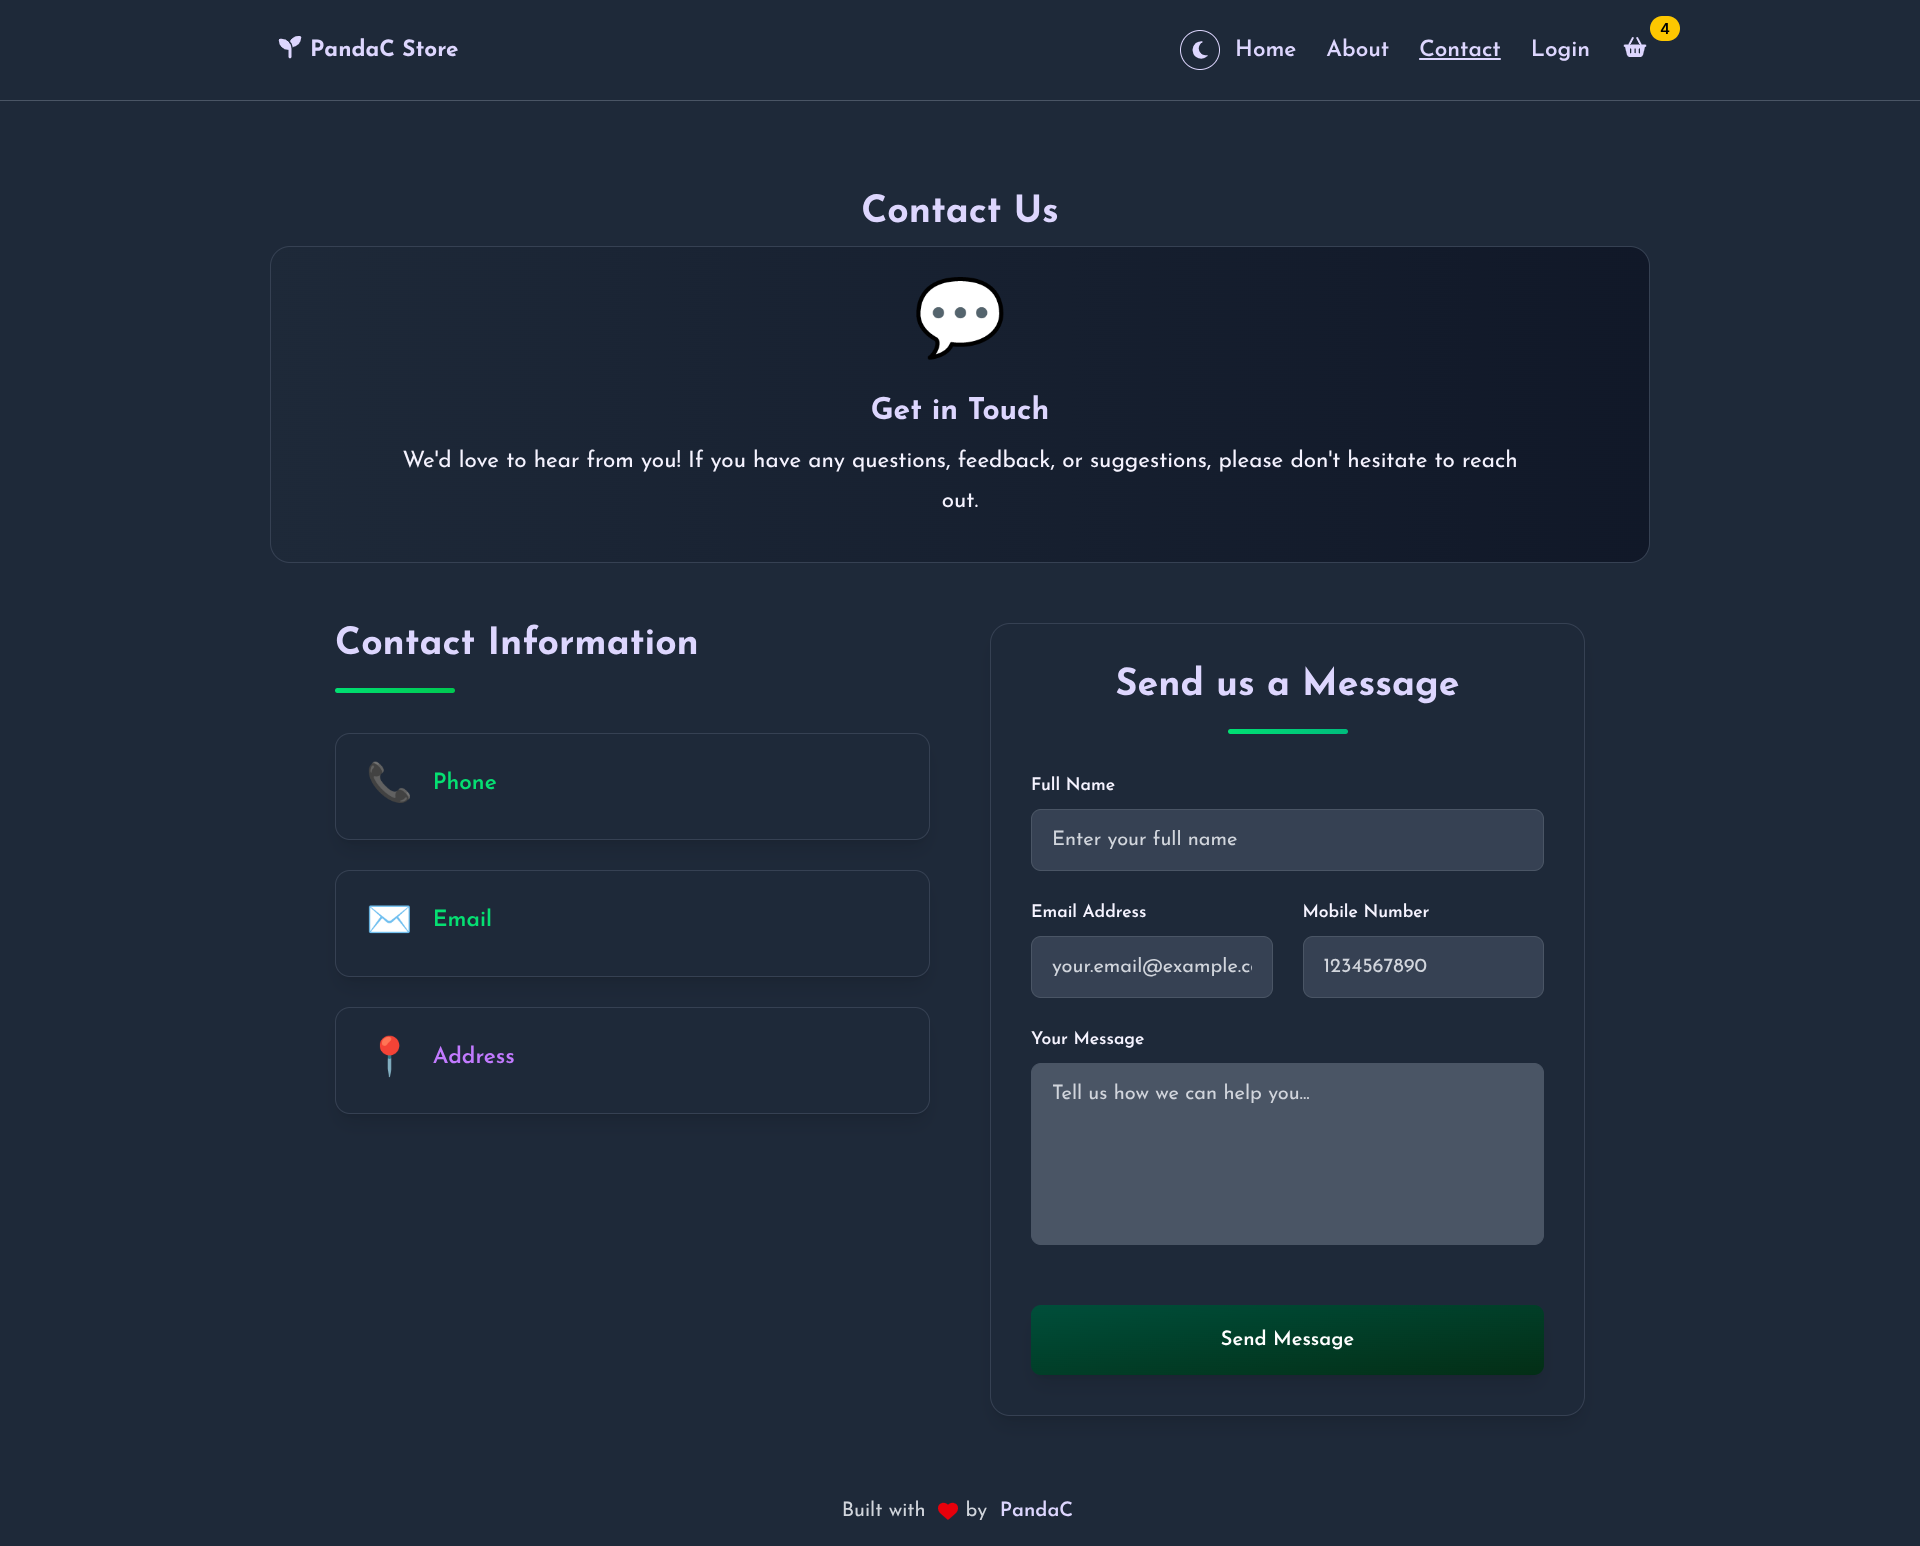 PandaC Store
Home
About
Contact
Login
4
Contact Us
Get in Touch
We'd love to hear from you! If you have any questions, feedback, or suggestions, please don't hesitate to reach
out.
Contact Information
Phone
Email
Address
Send us a Message
Full Name
Enter your full name
Email Address
Mobile Number
your.email@example.c
1234567890
Your Message
Tell us how we can help you...
Send Message
Built with ❤ by PandaC